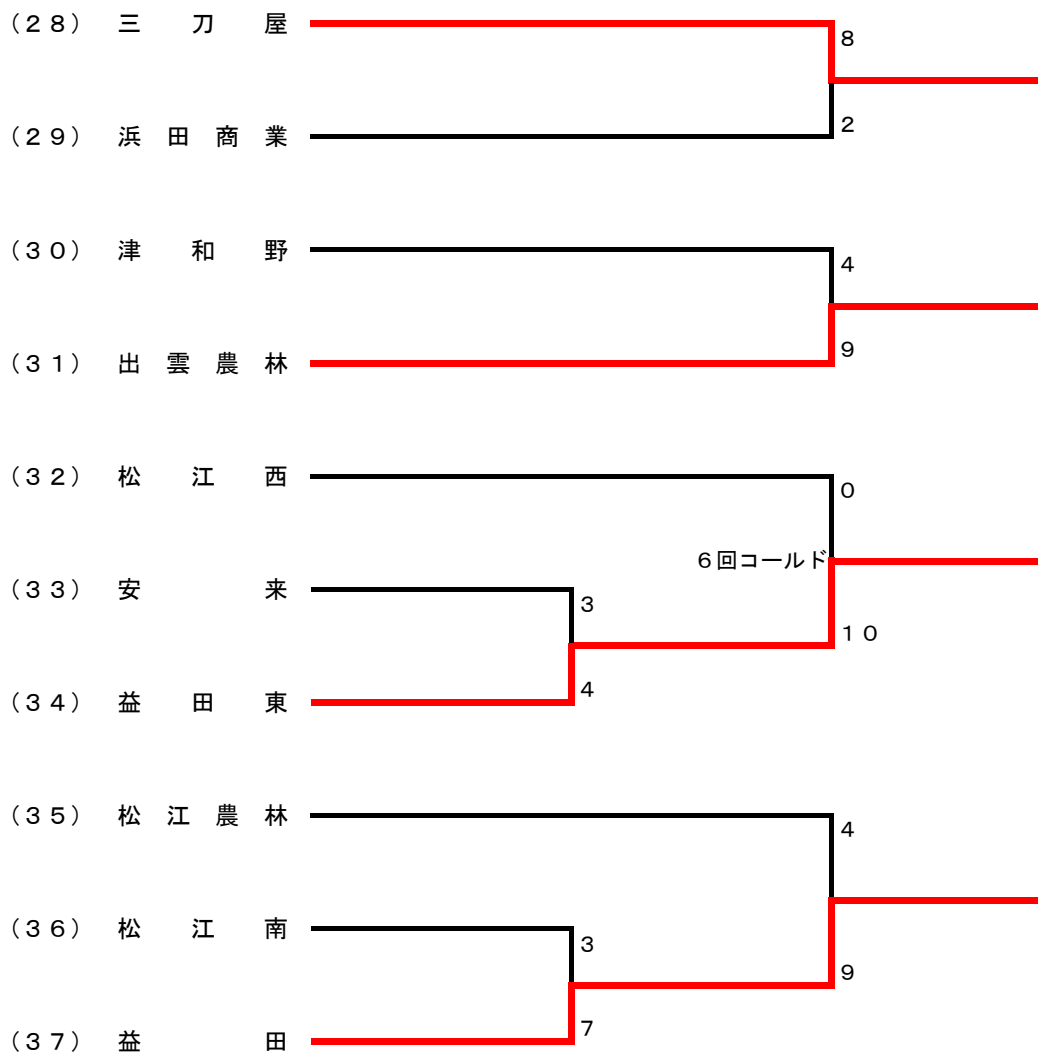 （２８） 三刀屋
8
2
（２９） 浜田商業
（３０） 津和野
4
9
（３１） 出雲農林
（３２） 松江西
0
６回コールド
（３３） 安来
3
１０
4
（３４） 益田東
（３５） 松江農林
4
（３６） 松江南
3
9
7
（３７） 益田